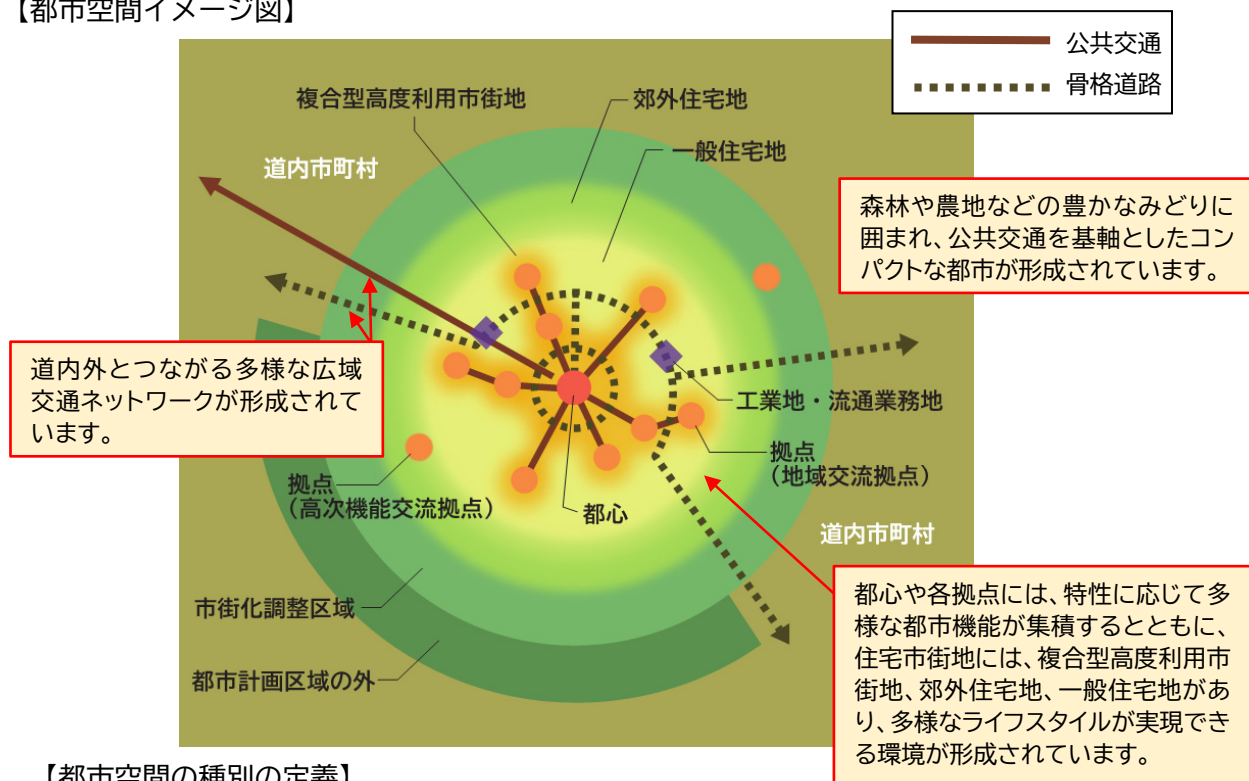 【都市空間イメージ図】
公共交通
骨格道路
複合型高度利用市街地
郊外住宅地
一般住宅地
道内市町村
森林や農地などの豊かなみどりに
囲まれ、公共交通を基軸としたコン
パクトな都市が形成されています。
道内外とつながる多様な広域
交通ネットワークが形成されて
います。
工業地・流通業務地
拠点
（地域交流拠点）
拠点
（高次機能交流拠点）
都心
道内市町村
市街化調整区域
都市計画区域の外
都心や各拠点には、特性に応じて多
様な都市機能が集積するとともに、
住宅市街地には、複合型高度利用市
街地、郊外住宅地、一般住宅地があ
り、多様なライフスタイルが実現でき
る環境が形成されています。
【都市空間の種別の定義】